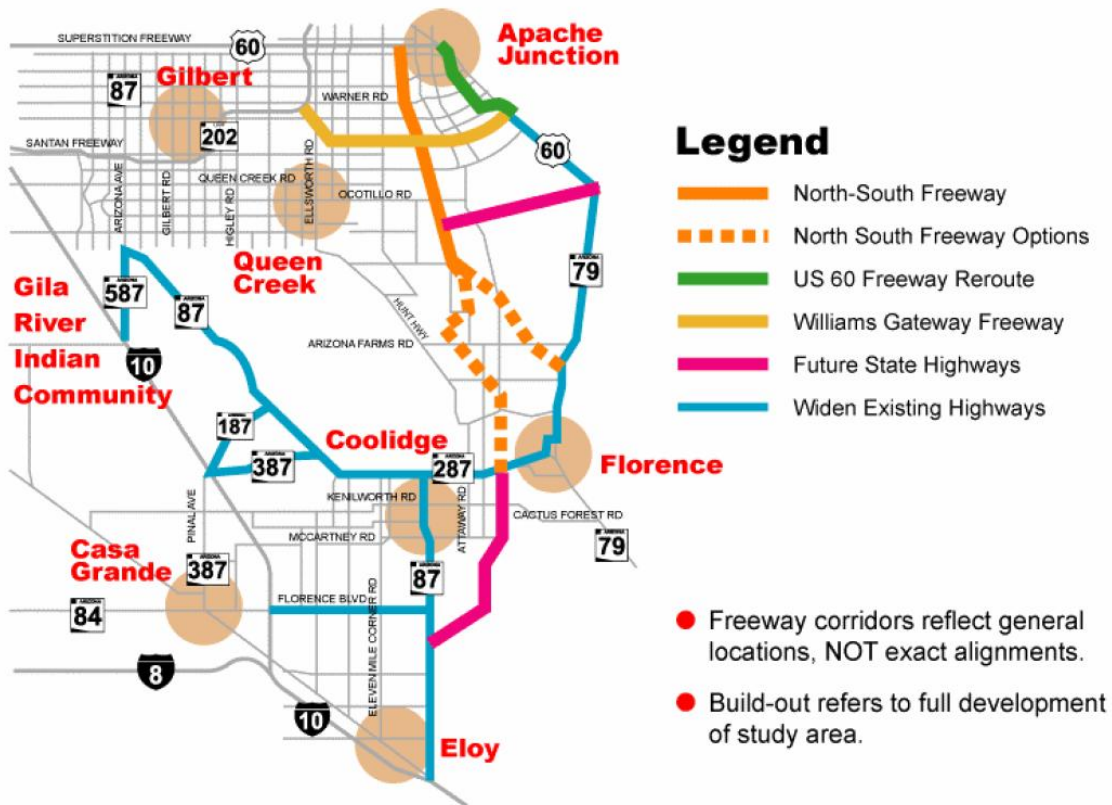 SUPERSTITION FREEWAY
60
Apache
Junction
87
Gilbert
WARNER RD
202
SANTAN FREEWAY
60
QUEEN CREEK RD
OCOTILLO RD
ARIZONA AVE
GILBERT RD
HIGLEY RD
ELLSWORTH RD
Queen
Creek
79
Gila
River
Indian
Community
587
87
HUNT HWY
ARIZONA FARMS RD
10
187
387
Coolidge
287
Florence
KENILWORTH RD
PINAL AVE
MCCARTNEY RD
ATTAWAY RD
CACTUS FOREST RD
79
Casa
Grande
387
84
FLORENCE BLVD
87
ELEVEN MILE CORNER RD
8
10
Eloy
Legend
North-South Freeway
North South Freeway Options
US 60 Freeway Reroute
Williams Gateway Freeway
Future State Highways
Widen Existing Highways
Freeway corridors reflect general
locations, NOT exact alignments.
Build-out refers to full development
of study area.